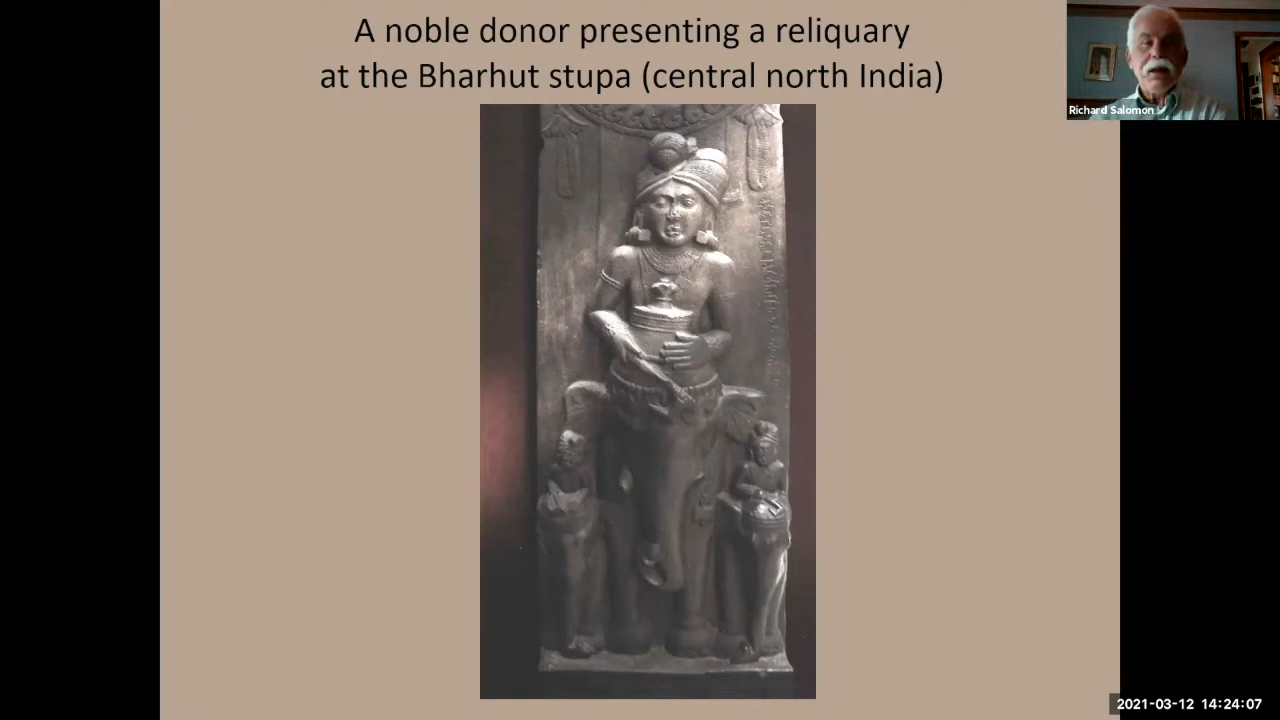 A noble donor presenting a reliquary
at the Bharhut stupa (central north India)
Richard Salomon
2021-03-12 14:24:07